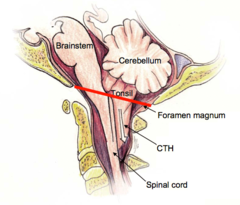 Brainstem
Cerebellum
Tonsil
Foramen magnum
CTH
Spinal cord